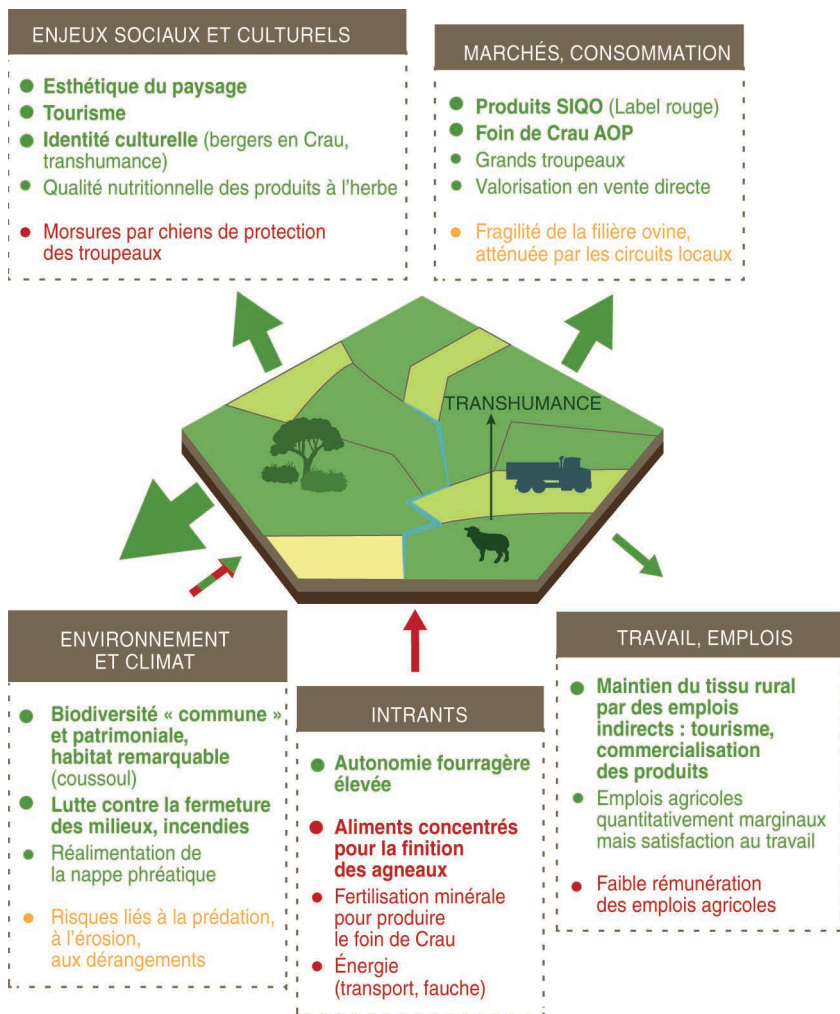 ENJEUX SOCIAUX ET CULTURELS
Esthétique du paysage
Tourisme
Identité culturelle (bergers en Crau,
transhumance)
Qualité nutritionnelle des produits à l'herbe
Morsures par chiens de protection
des troupeaux
MARCHÉS, CONSOMMATION
Produits SIQO (Label rouge)
Foin de Crau AOP
Grands troupeaux
Valorisation en vente directe
Fragilité de la filière ovine,
atténuée par les circuits locaux
TRANSHUMANCE
ENVIRONNEMENT
ET CLIMAT
Biodiversité « commune »
et patrimoniale,
habitat remarquable
(coussoul)
Lutte contre la fermeture
des milieux, incendies
Réalimentation de
la nappe phréatique
Risques liés à la prédation,
à l'érosion,
aux dérangements
INTRANTS
Autonomie fourragère
élevée
Aliments concentrés
pour la finition
des agneaux
Fertilisation minérale
pour produire
le foin de Crau
Énergie
(transport, fauche)
TRAVAIL, EMPLOIS
Maintien du tissu rural
par des emplois
indirects : tourisme,
commercialisation
des produits
Emplois agricoles
quantitativement marginaux
mais satisfaction au travail
Faible rémunération
des emplois agricoles